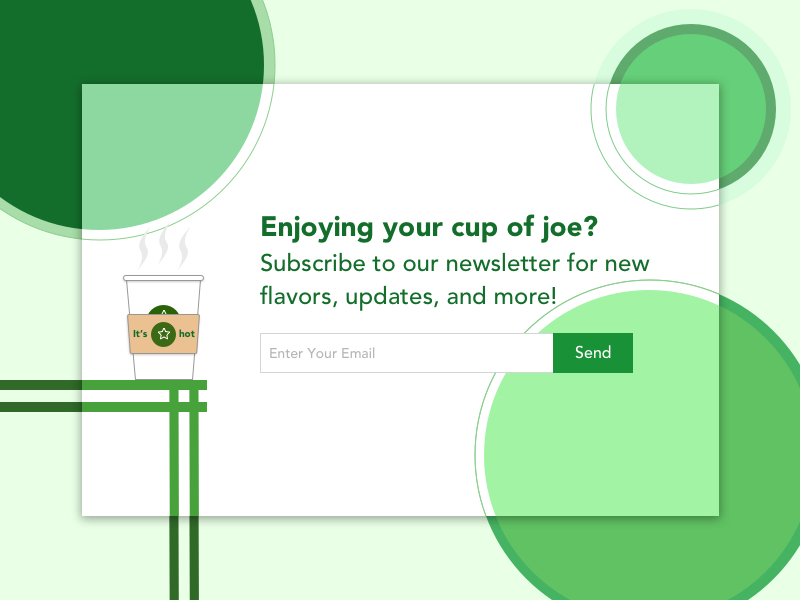 Enjoying your cup of joe?
Subscribe to our newsletter for new
flavors, updates, and more!
It's hot
Enter Your Email
Send